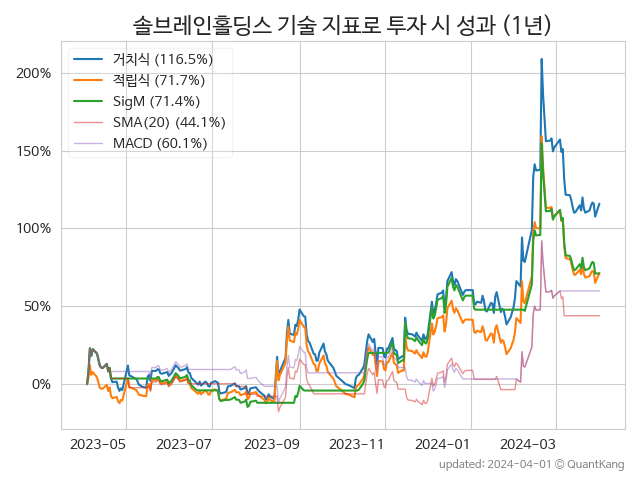 솔브레인홀딩스 기술 지표로 투자 시 성과 (1년)
거치식 (116.5%)
적립식 (71.7%)
SigM (71.4%)
SMA(20) (44.1%)
MACD (60.1%)
200%
150%
100%
50%
0%
2023-05 2023-07 2023-09 2023-11 2024-01 2024-03
updated: 2024-04-01 © QuantKang